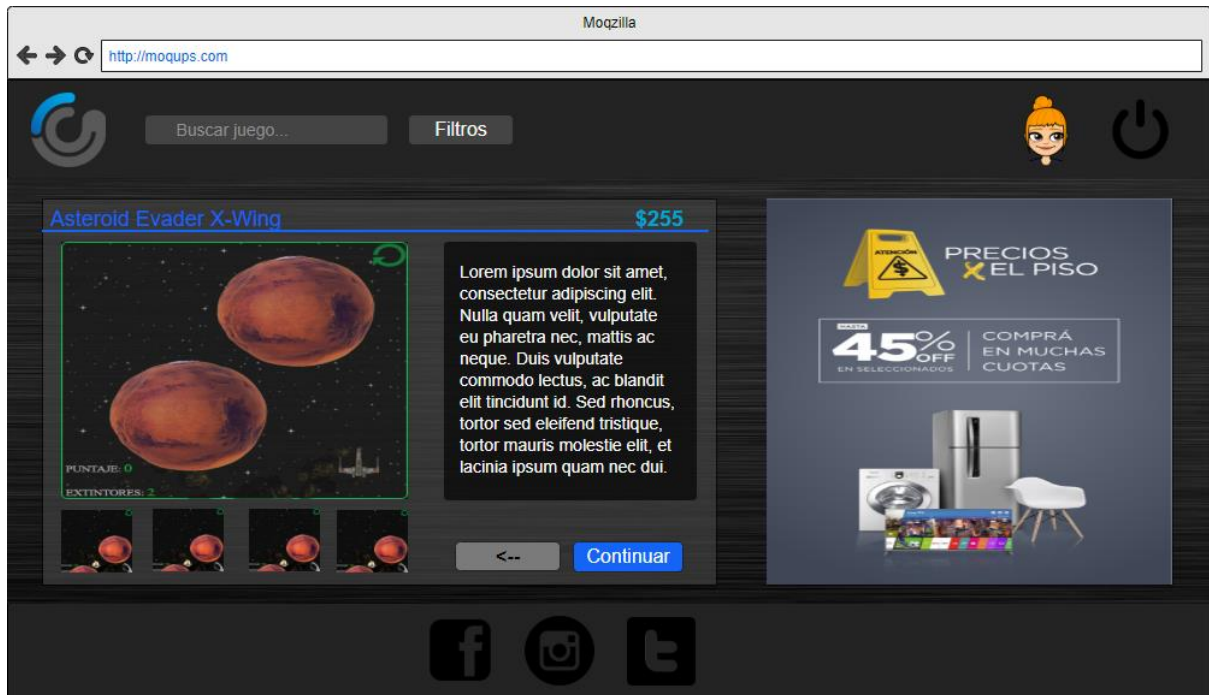 Moqzilla
http://moqups.com
Buscar juego...
Filtros
Asteroid Evader X-Wing
$255
PUNTAJE: 0
EXTINTORES: 2
Lorem ipsum dolor sit amet,
consectetur adipiscing elit.
Nulla quam velit, vulputate
eu pharetra nec, mattis ac
neque. Duis vulputate
commodo lectus, ac blandit
elit tincidunt id. Sed rhoncus,
tortor sed eleifend tristique,
tortor mauris molestie elit, et
lacinia ipsum quam nec dui.
<--
Continuar
ATENCIÓN
$
PRECIOS
X EL PISO
HASTA
45% OFF
EN SELECCIONADOS
COMPRÁ
EN MUCHAS
CUOTAS